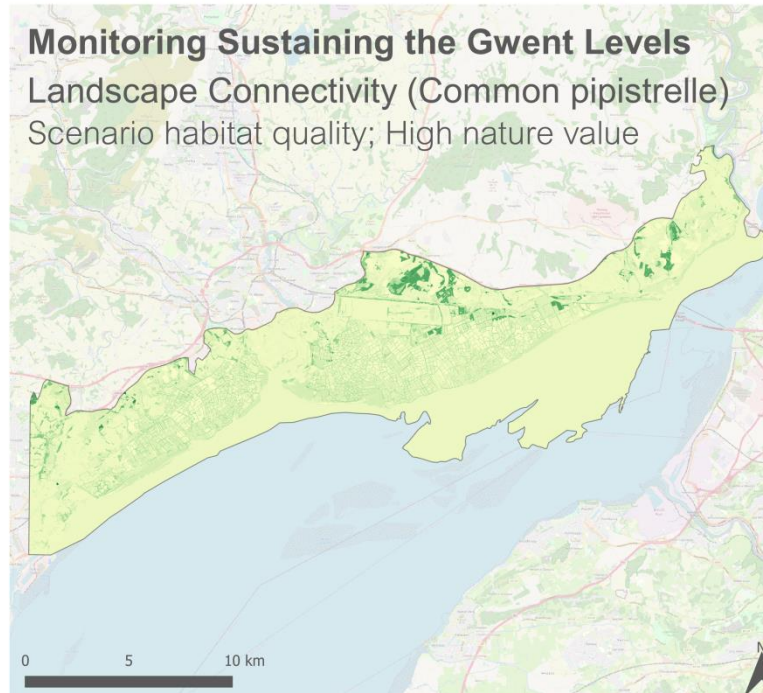 Monitoring Sustaining the Gwent Levels
Landscape Connectivity (Common pipistrelle)
Scenario habitat quality; High nature value
0 5 10 km
N